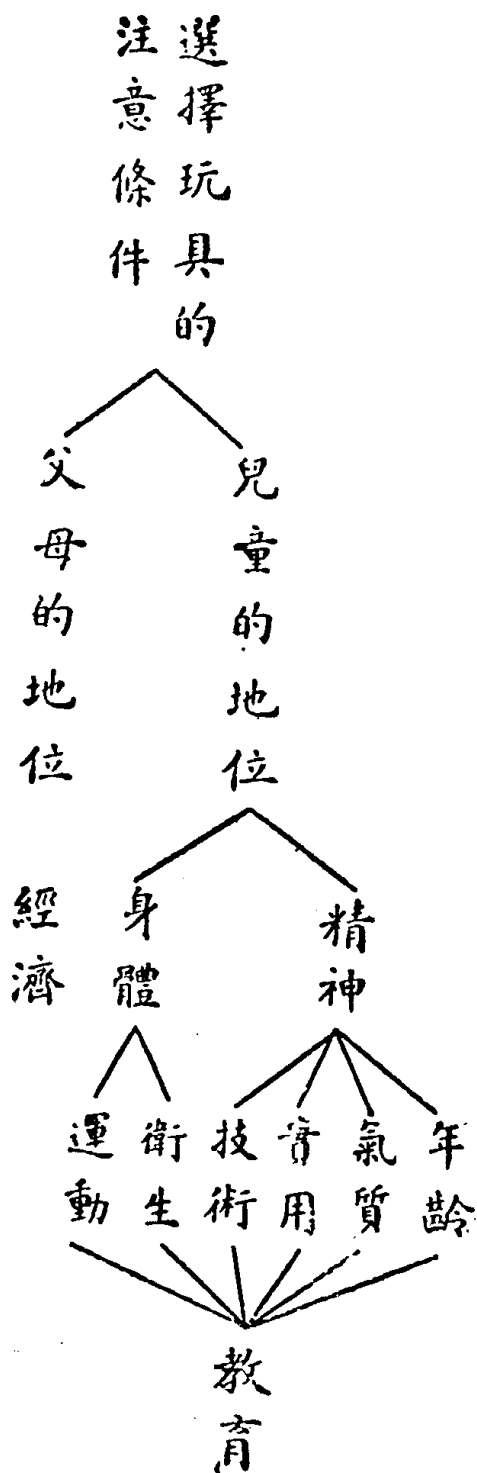 選擇玩具的
注意條件
兒童的地位
父母的地位
精神
身體
經濟
年齡
氣質
實用
技術
衛生
運動
教育